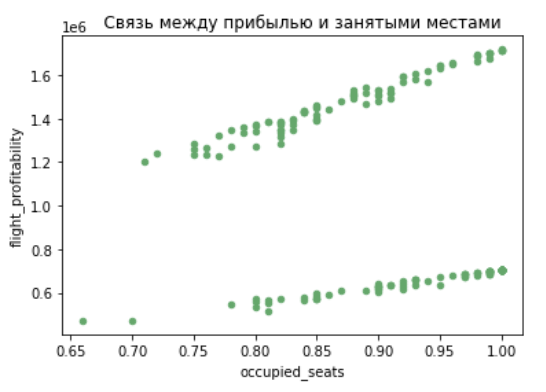 Связь между прибылью и занятыми местами
1e6
1.6
1.4
1.2
1.0
0.8
0.6
flight_profitability
0.65 0.70 0.75 0.80 0.85 0.90 0.95 1.00
occupied_seats